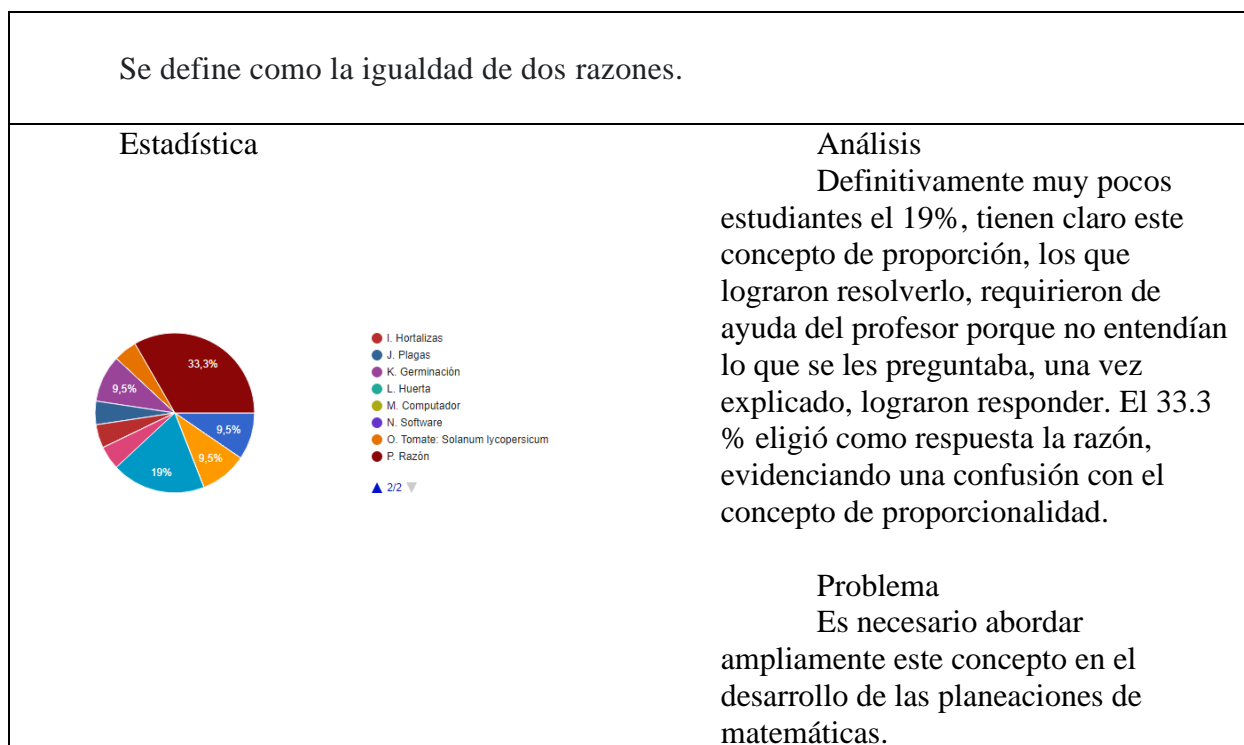 Se define como la igualdad de dos razones.
Estadística
33,3%
9,5%
9,5%
9,5%
19%
I. Hortalizas
J. Plagas
K. Germinación
L. Huerta
M. Computador
N. Software
O. Tomate: Solanum lycopersicum
P. Razón
2/2
Análisis
Definitivamente muy pocos
estudiantes el 19%, tienen claro este
concepto de proporción, los que
lograron resolverlo, requirieron de
ayuda del profesor porque no entendían
lo que se les preguntaba, una vez
explicado, lograron responder. El 33.3
% eligió como respuesta la razón,
evidenciando una confusión con el
concepto de proporcionalidad.
Problema
Es necesario abordar
ampliamente este concepto en el
desarrollo de las planeaciones de
matemáticas.